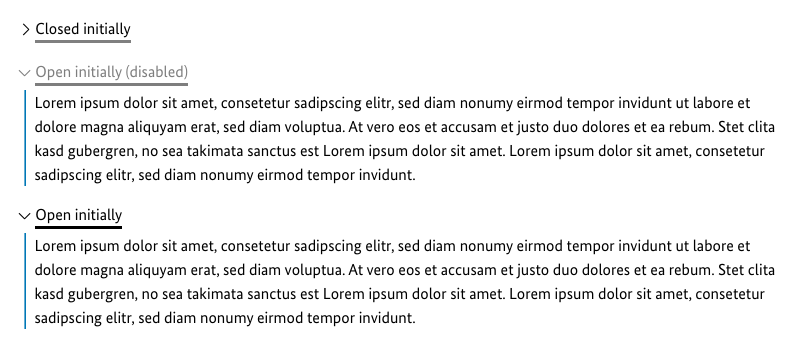 Closed initially
Open initially (disabled)
Lorem ipsum dolor sit amet, consetetur sadipscing elitr, sed diam nonumy eirmod tempor invidunt ut labore et
dolore magna aliquyam erat, sed diam voluptua. At vero eos et accusam et justo duo dolores et ea rebum. Stet clita
kasd gubergren, no sea takimata sanctus est Lorem ipsum dolor sit amet. Lorem ipsum dolor sit amet, consetetur
sadipscing elitr, sed diam nonumy eirmod tempor invidunt.
Open initially
Lorem ipsum dolor sit amet, consetetur sadipscing elitr, sed diam nonumy eirmod tempor invidunt ut labore et
dolore magna aliquyam erat, sed diam voluptua. At vero eos et accusam et justo duo dolores et ea rebum. Stet clita
kasd gubergren, no sea takimata sanctus est Lorem ipsum dolor sit amet. Lorem ipsum dolor sit amet, consetetur
sadipscing elitr, sed diam nonumy eirmod tempor invidunt.